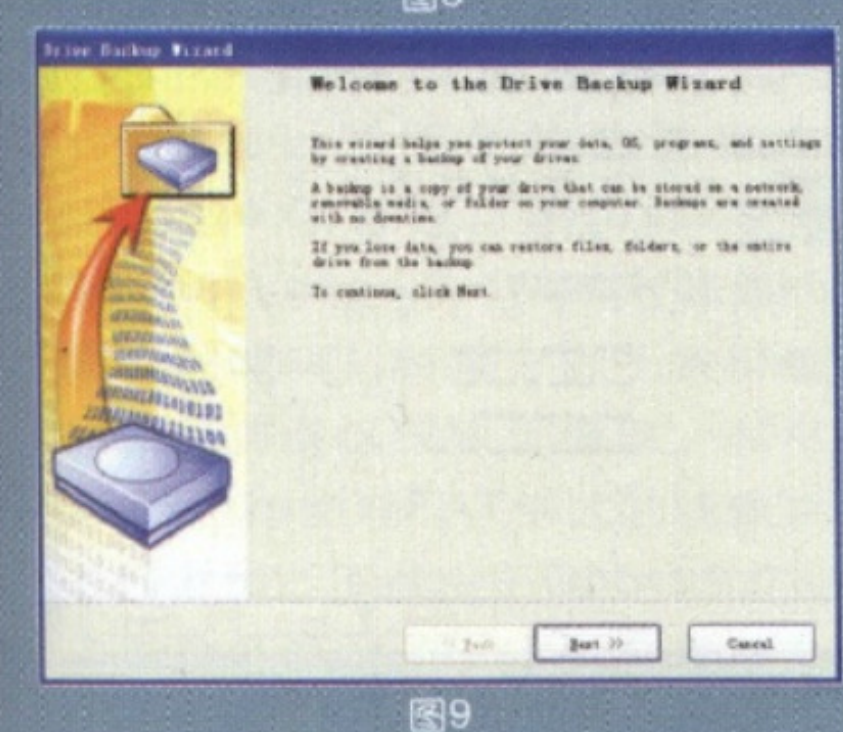 Drive Backup Wizard
Welcome to the Drive Backup Wizard
This wizard helps you protect your data, OS, programs, and settings
by creating a backup of your drives.
A backup is a copy of your drive that can be stored on a network,
removable media, or folder on your computer. Backups are created
with no downtime.
If you lose data, you can restore files, folders, or the entire
drive from the backup.
To continue, click Next.
<< Back
Next >>
Cancel
图9